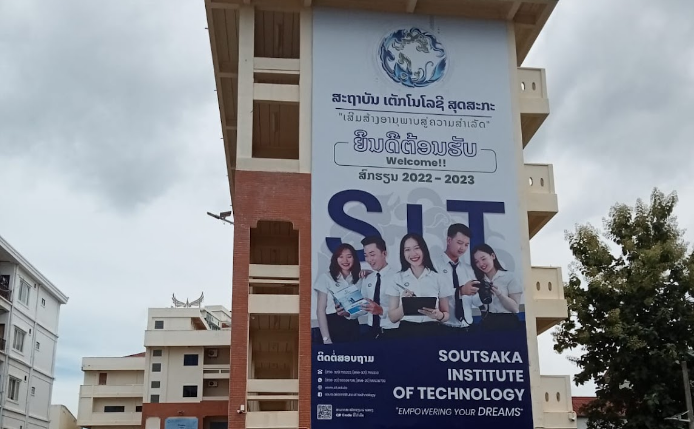 ສະຖາບັນ ເຕັກໂນໂລຊີ ສຸດສະກະ
"ເສີມສ້າງອານຸພາບສູ່ຄວາມສຳເລັດ"
ຍິນດີຕ້ອນຮັບ
Welcome!!
ສົກຮຽນ 2022 – 2023
SIT
ຕິດຕໍ່ສອບຖາມ
SOUTSAKA
INSTITUTE
OF TECHNOLOGY
"EMPOWERING YOUR DREAMS"